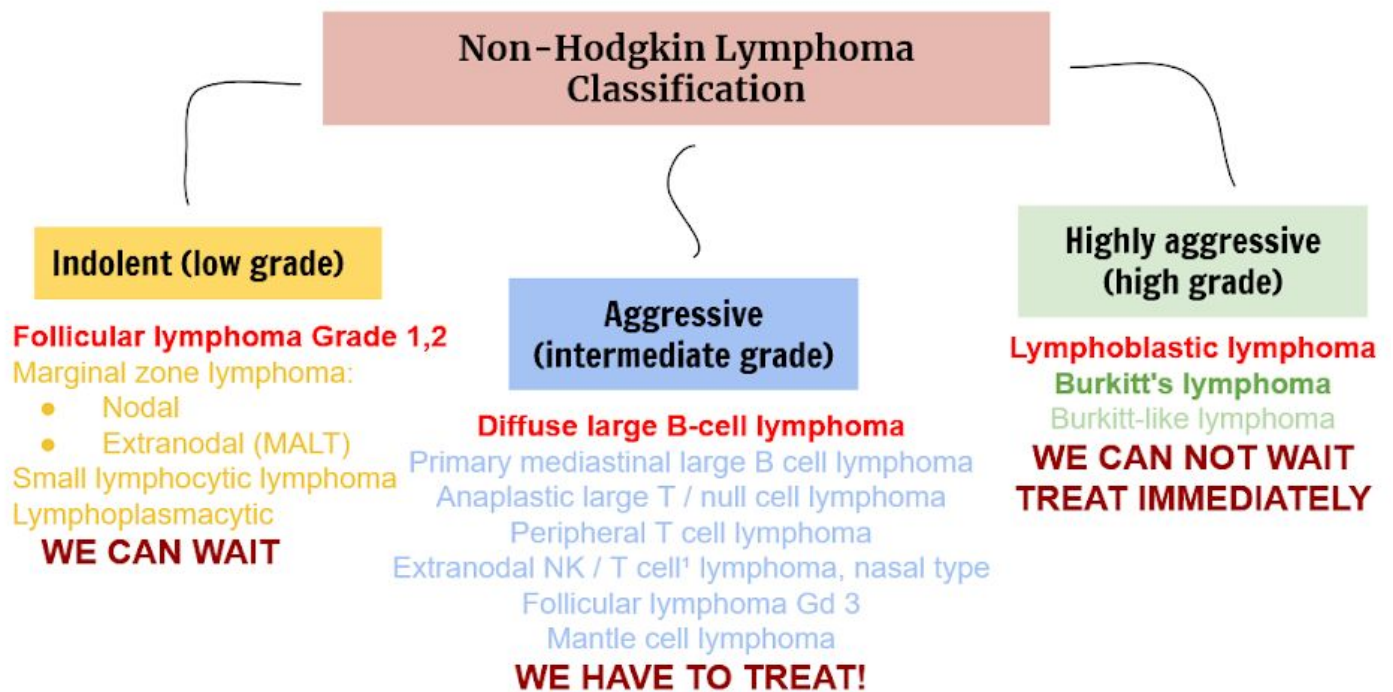 Non-Hodgkin Lymphoma
Classification
Indolent (low grade)
Follicular lymphoma Grade 1,2
Marginal zone lymphoma:
● Nodal
● Extranodal (MALT)
Small lymphocytic lymphoma
Lymphoplasmacytic
WE CAN WAIT
Aggressive
(intermediate grade)
Diffuse large B-cell lymphoma
Primary mediastinal large B cell lymphoma
Anaplastic large T / null cell lymphoma
Peripheral T cell lymphoma
Extranodal NK / T cell¹ lymphoma, nasal type
Follicular lymphoma Gd 3
Mantle cell lymphoma
WE HAVE TO TREAT!
Highly aggressive
(high grade)
Lymphoblastic lymphoma
Burkitt's lymphoma
Burkitt-like lymphoma
WE CAN NOT WAIT
TREAT IMMEDIATELY